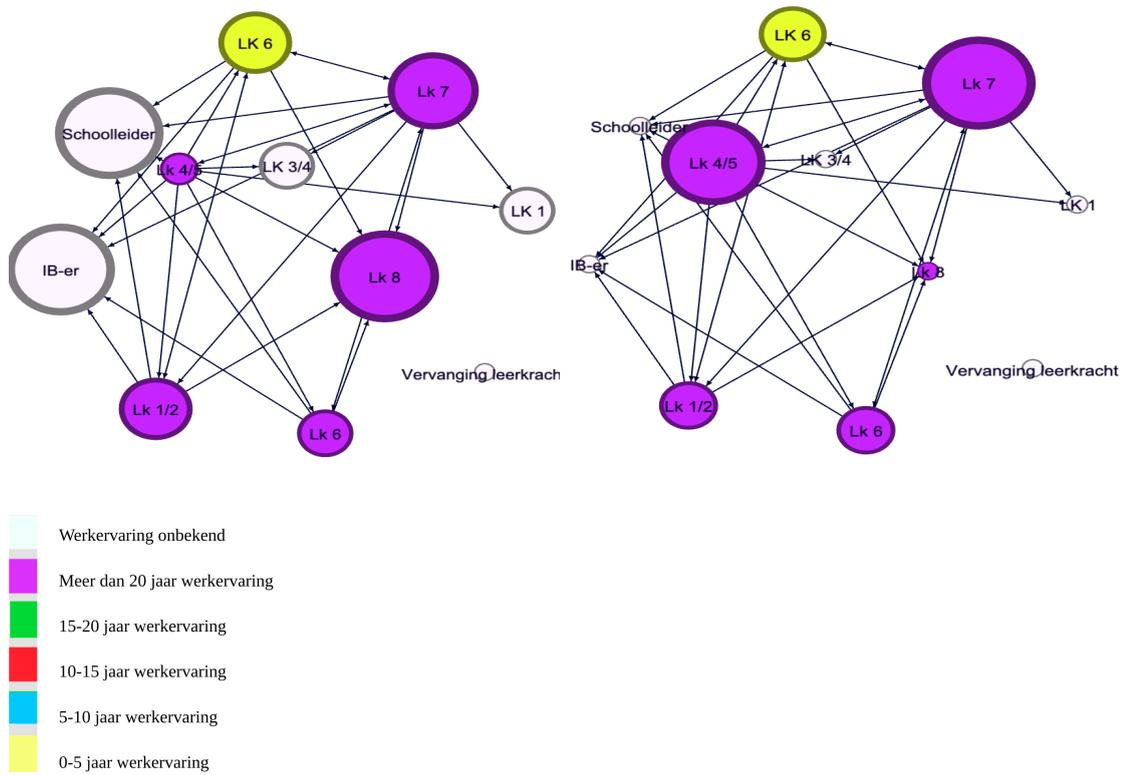 LK 6
Lk 7
Schoolleider
Lk 4/5
LK 3/4
LK 1
IB-er
Lk 8
Vervanging leerkrach
Lk 1/2
Lk 6
LK 6
Lk 7
Schoolleider
Lk 4/5
LK 3/4
LK 1
IB-er
Lk 8
Vervanging leerkracht
Lk 1/2
Lk 6
Werkervaring onbekend
Meer dan 20 jaar werkervaring
15-20 jaar werkervaring
10-15 jaar werkervaring
5-10 jaar werkervaring
0-5 jaar werkervaring